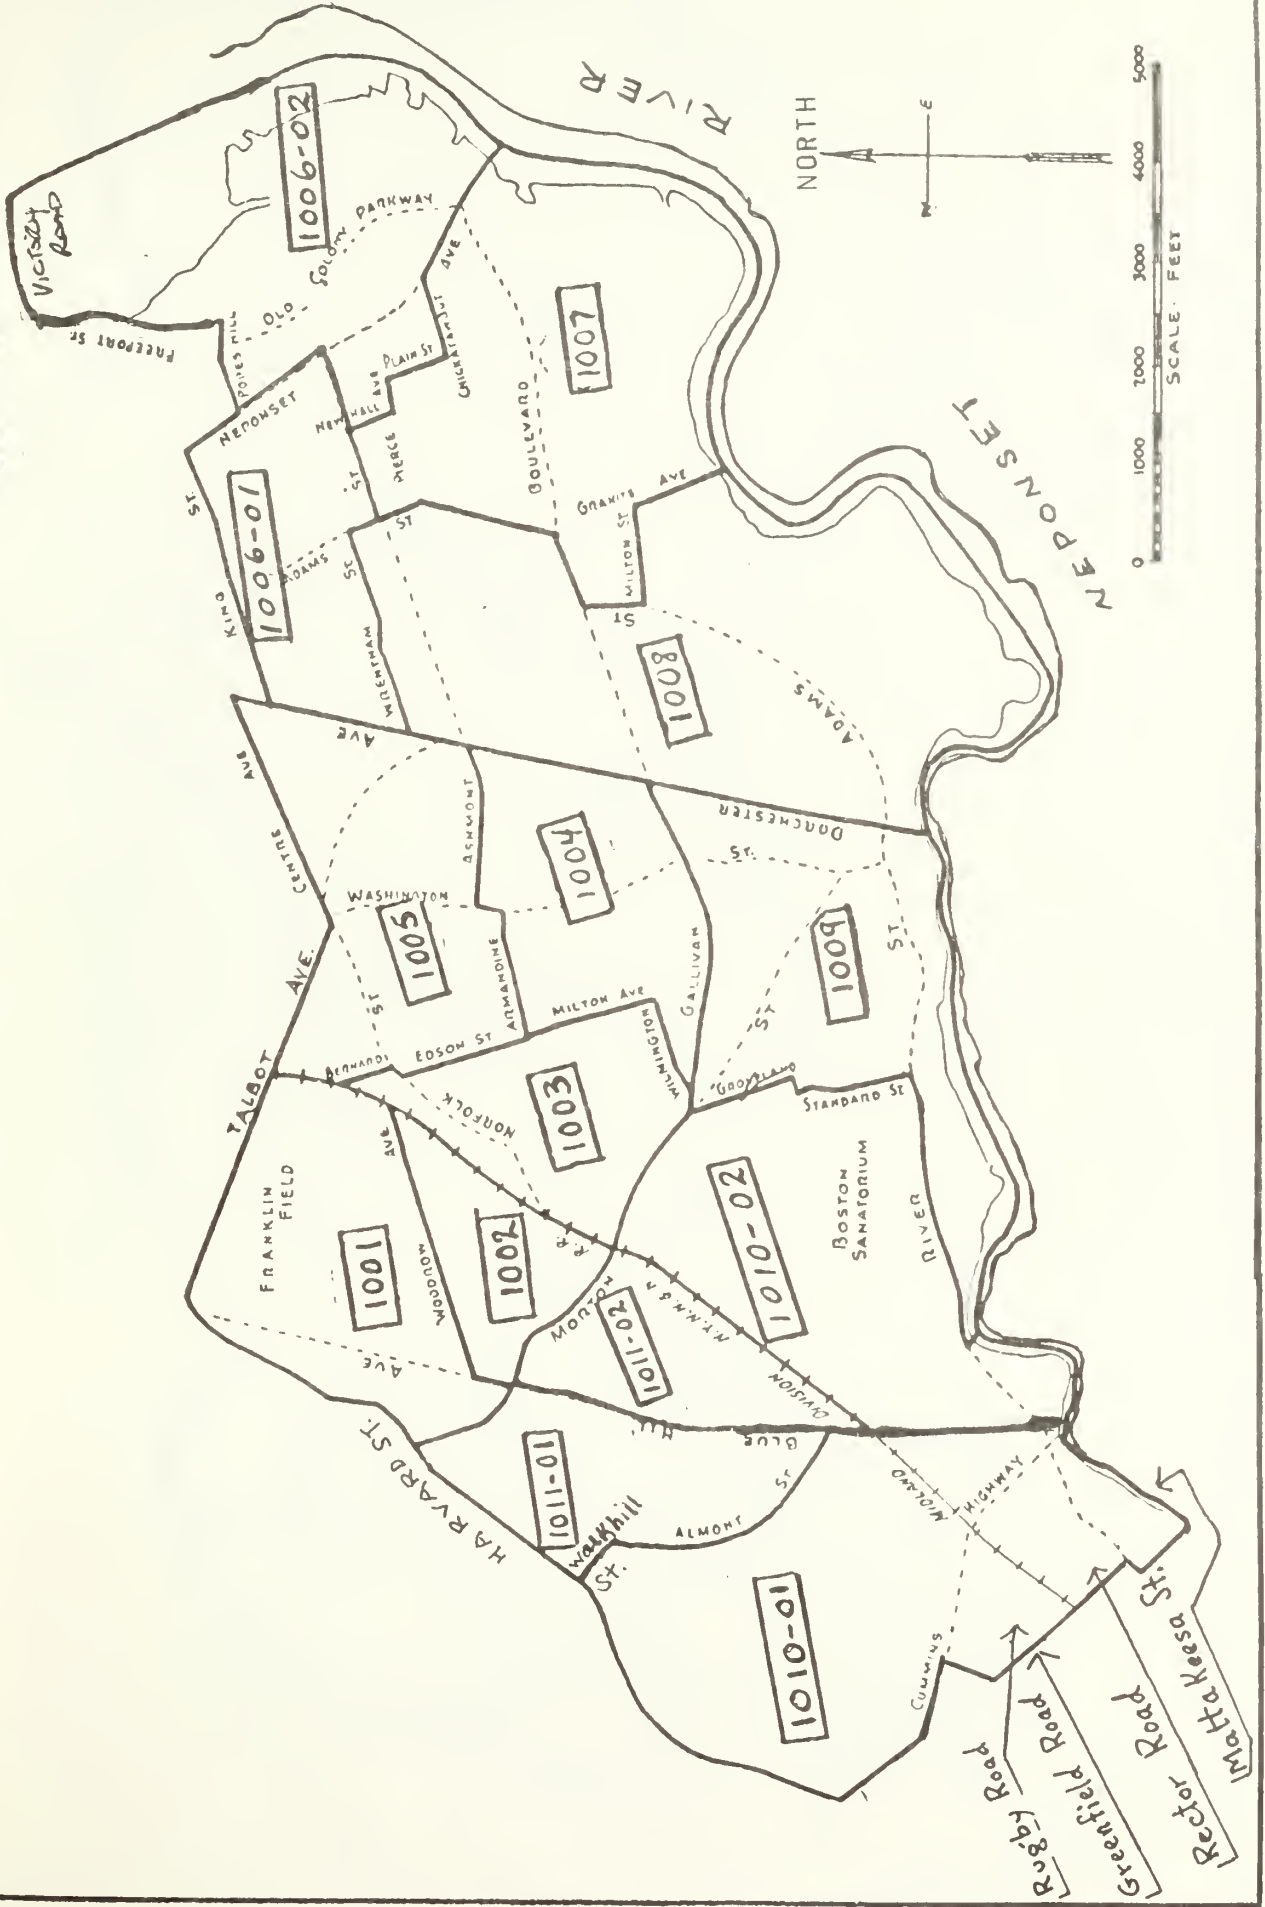 VICTORY
ROAD
FREEPORT ST
1006-02
POPES HILL
OLD
COLONY
PARKWAY
NEPONSET
RIVER
KING
ST.
1006-01
ADAMS
ST
NEWHALL
AVE
PLAIN ST
PIERCE
ST
CHICKATAWBUT
AVE
1007
BOULEVARD
GRANITE
AVE
MILTON ST
ST
WRENTHAM
ST
1008
ADAMS
NEPONSET
AVE
CENTRE
AVE
DORCHESTER
ASHMONT
WASHINGTON
ST.
1004
1005
ST
ARMANDINE
GALLIVAN
1009
ST
ST.
TALBOT
AVE.
BERNARD
EDSON ST
MILTON AVE
WILMINGTON
GROVELAND
STANDARD ST
NORFOLK
1003
FRANKLIN
FIELD
1001
WOODROW
AVE
1002
R.R.
MORTON
1011-02
N.Y.N.H. & H
1010-02
BOSTON
SANATORIUM
RIVER
DIVISION
MIDLAND
AVE
BLUE
HILL
HARVARD ST.
1011-01
Walkhill
St.
ALMONT
ST
1010-01
CUMMINS
HIGHWAY
Rugby Road
Greenfield Road
Rector Road
Mattakeesa St.
NORTH
E
0 1000 2000 3000 4000 5000
SCALE: FEET